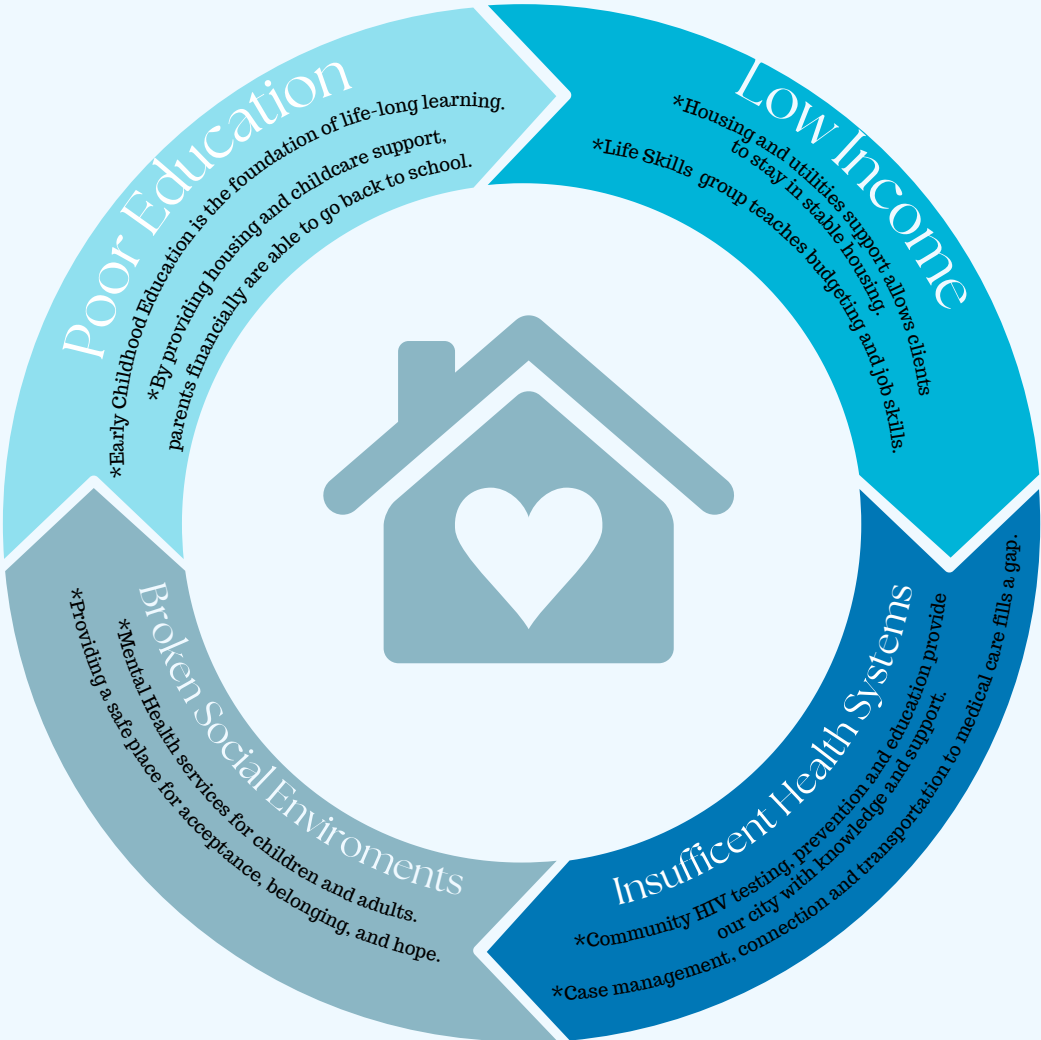 Poor Education
*Early Childhood Education is the foundation of life-long learning.
*By providing housing and childcare support,
parents financially are able to go back to school.
Low Income
*Housing and utilities support allows clients
to stay in stable housing.
*Life Skills group teaches budgeting and job skills.
Insufficent Health Systems
*Community HIV testing, prevention and education provide
our city with knowledge and support.
*Case management, connection and transportation to medical care fills a gap.
Broken Social Enviroments
*Mental Health services for children and adults.
*Providing a safe place for acceptance, belonging, and hope.